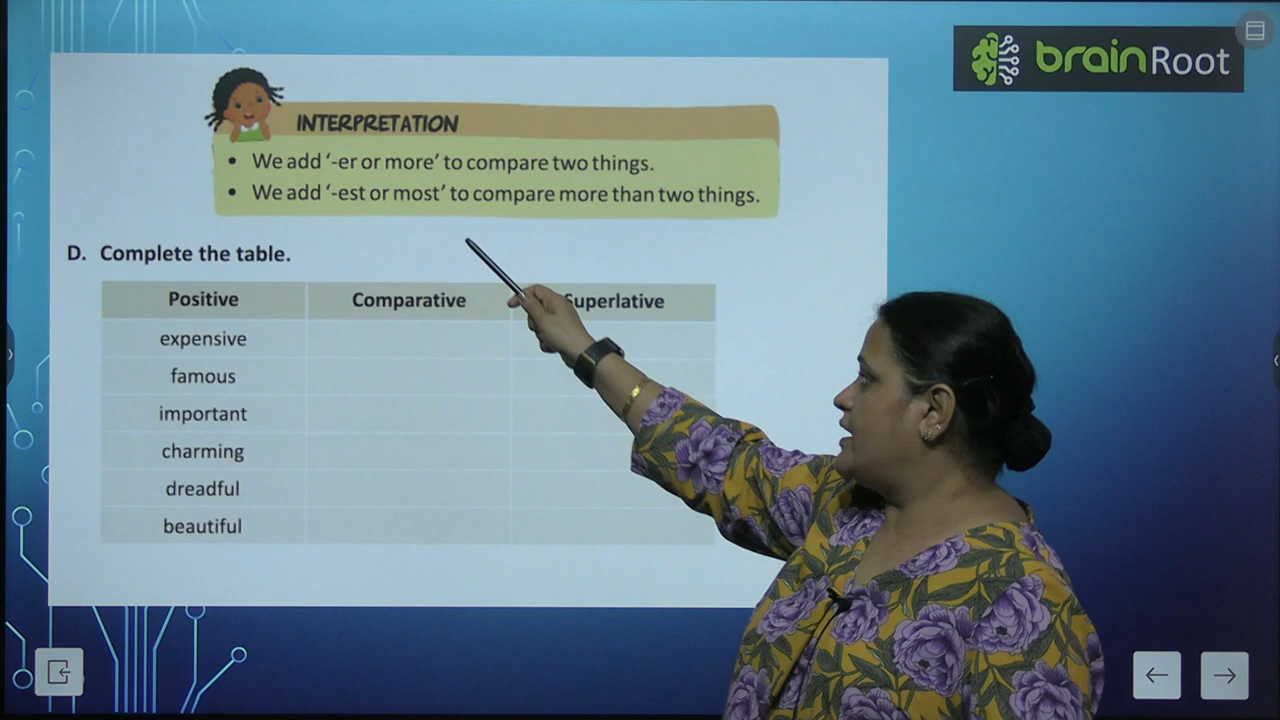 brainRoot
INTERPRETATION
• We add ‘-er or more’ to compare two things.
• We add ‘-est or most’ to compare more than two things.
D. Complete the table.
Positive Comparative Superlative
expensive
famous
important
charming
dreadful
beautiful